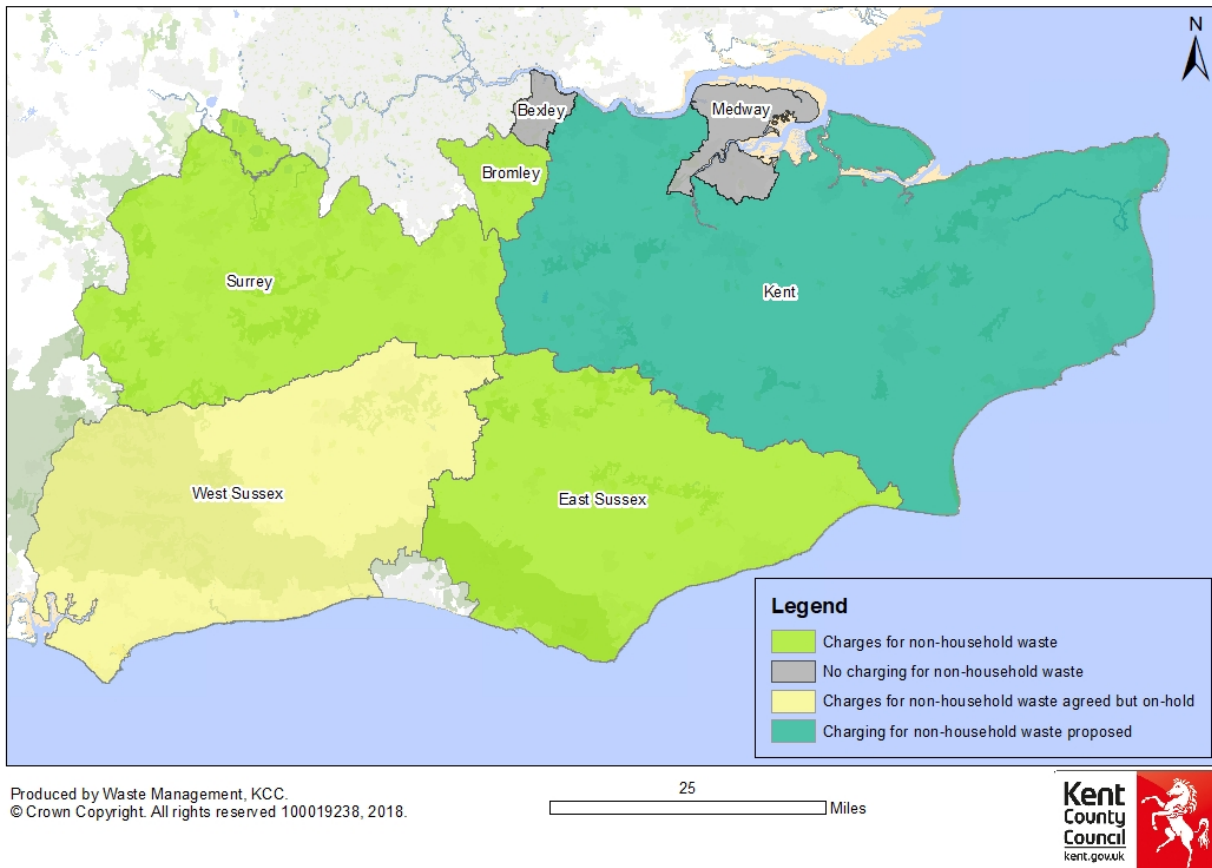 N
Bexley
Medway
Bromley
Surrey
Kent
West Sussex
East Sussex
Legend
Charges for non-household waste
No charging for non-household waste
Charges for non-household waste agreed but on-hold
Charging for non-household waste proposed
Produced by Waste Management, KCC.
© Crown Copyright. All rights reserved 100019238, 2018.
25
Miles
Kent
County
Council
kent.gov.uk